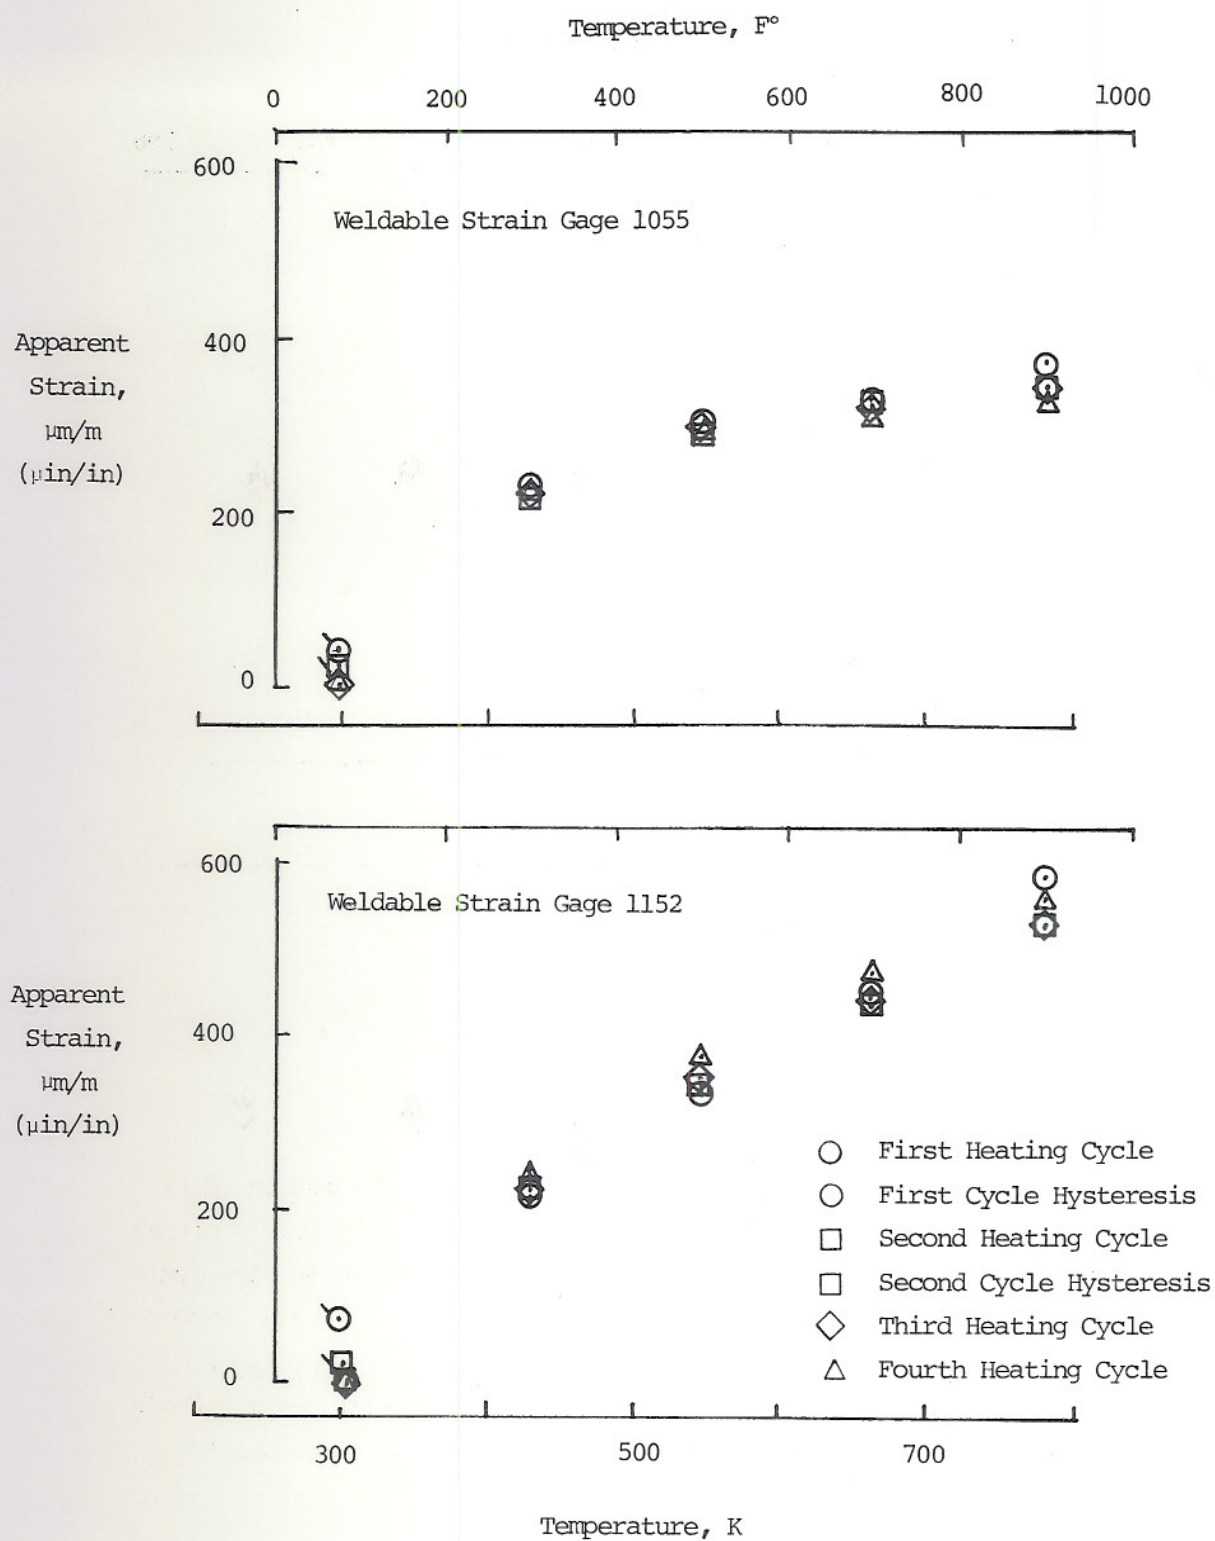 Temperature, F°
0 200 400 600 800 1000
600
Weldable Strain Gage 1055
Apparent
Strain,
μm/m
(μin/in)
400
200
0
600
Weldable Strain Gage 1152
Apparent
Strain,
μm/m
(μin/in)
400
200
0
First Heating Cycle
First Cycle Hysteresis
Second Heating Cycle
Second Cycle Hysteresis
Third Heating Cycle
Fourth Heating Cycle
300 500 700
Temperature, K